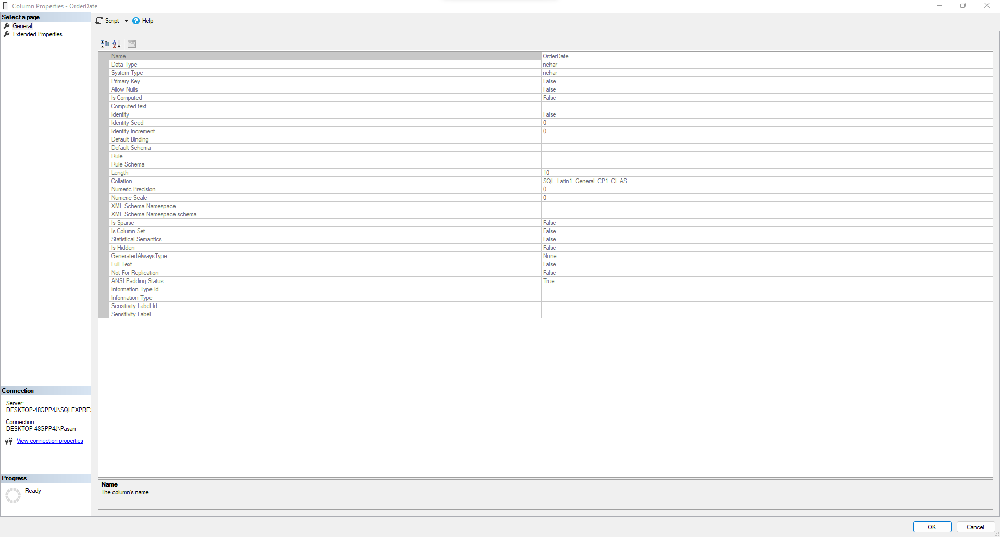 Column Properties - OrderDate
Select a page
General
Extended Properties
Script
Help
Name OrderDate
Data Type nchar
System Type nchar
Primary Key False
Allow Nulls False
Is Computed False
Computed text
Identity False
Identity Seed 0
Identity Increment 0
Default Binding
Default Schema
Rule
Rule Schema
Length 10
Collation SQL_Latin1_General_CP1_CI_AS
Numeric Precision 0
Numeric Scale 0
XML Schema Namespace
XML Schema Namespace schema
Is Sparse False
Is Column Set False
Statistical Semantics False
Is Hidden False
GeneratedAlwaysType None
Full Text False
Not For Replication False
ANSI Padding Status True
Information Type Id
Information Type
Sensitivity Label Id
Sensitivity Label
Connection
Server:
DESKTOP-48GPP4J\SQLEXPRE
Connection:
DESKTOP-48GPP4J\Pasan
View connection properties
Progress
Ready
Name
The column's name.
OK
Cancel